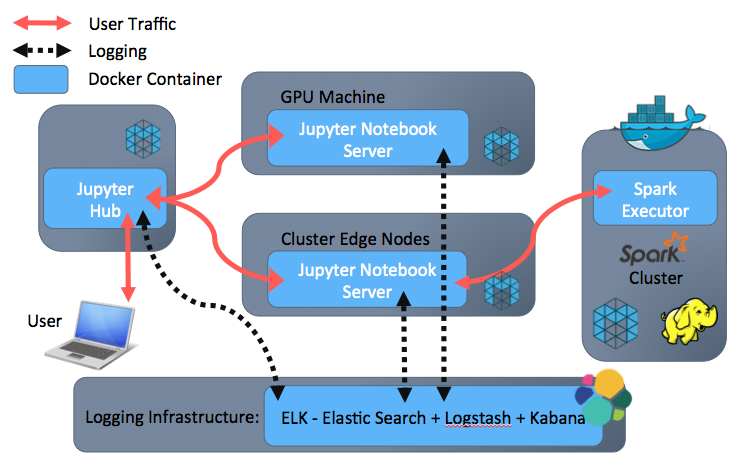 User Traffic
Logging
Docker Container
GPU Machine
Jupyter Notebook
Server
Jupyter
Hub
Spark
Executor
Cluster Edge Nodes
Jupyter Notebook
Server
Spark
Cluster
User
Logging Infrastructure:
ELK - Elastic Search + Logstash + Kabana